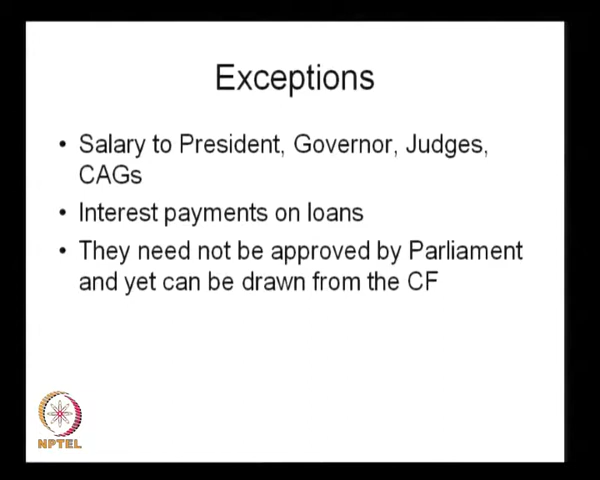 Exceptions
• Salary to President, Governor, Judges,
CAGs
• Interest payments on loans
• They need not be approved by Parliament
and yet can be drawn from the CF
NPTEL